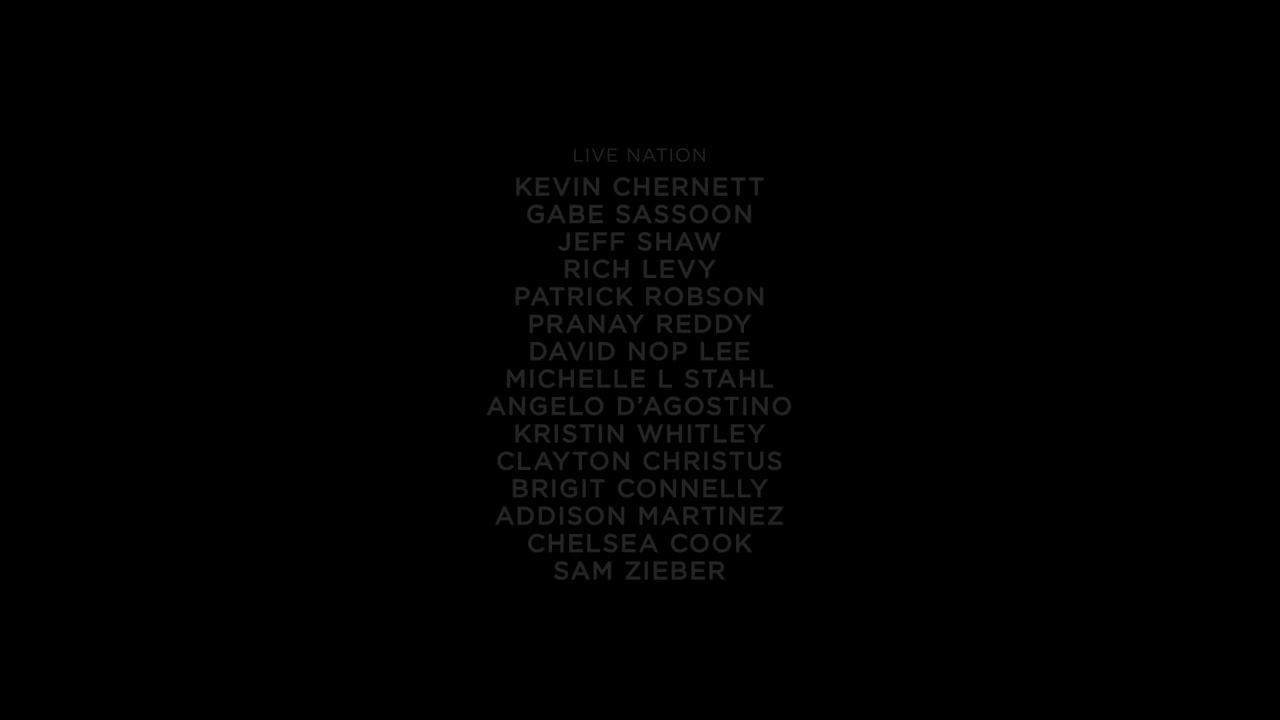 LIVE NATION
KEVIN CHERNETT
GABE SASSOON
JEFF SHAW
RICH LEVY
PATRICK ROBSON
PRANAY REDDY
DAVID NOP LEE
MICHELLE L STAHL
ANGELO D’AGOSTINO
KRISTIN WHITLEY
CLAYTON CHRISTUS
BRIGIT CONNELLY
ADDISON MARTINEZ
CHELSEA COOK
SAM ZIEBER